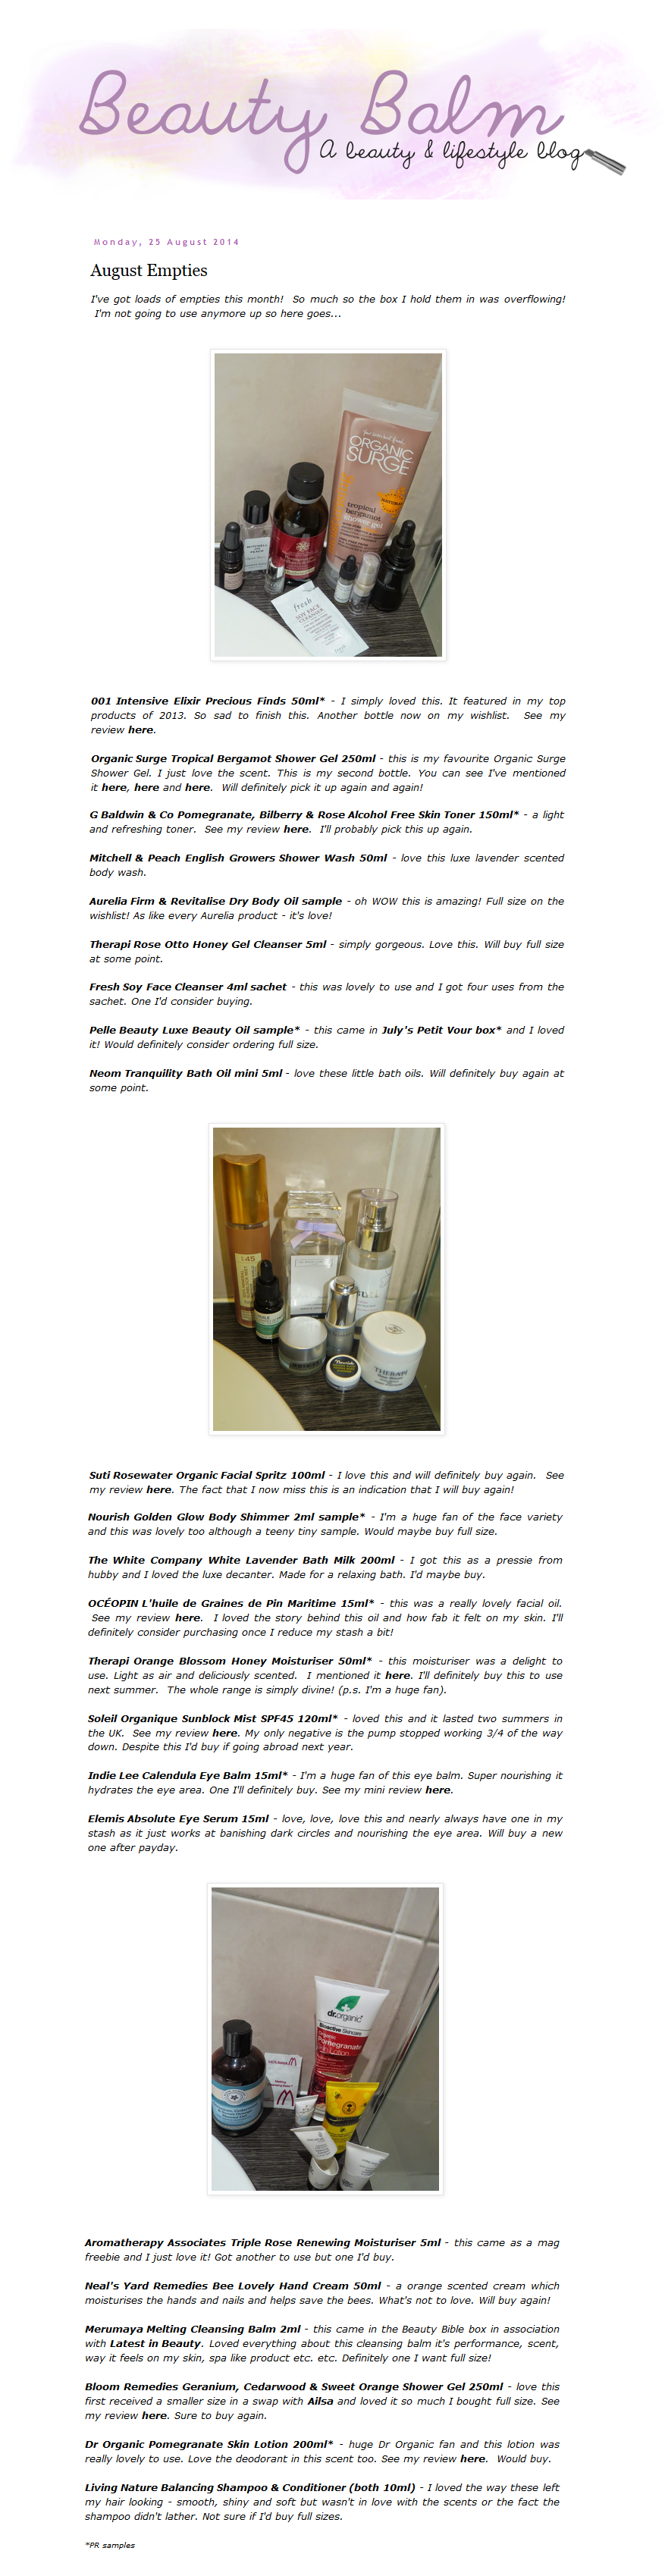 Beauty Balm
A beauty & lifestyle blog
Monday, 25 August 2014
August Empties
I've got loads of empties this month!  So much so the box I hold them in was overflowing!
I'm not going to use anymore up so here goes...
ORGANIC
SURGE
tropical
bergamot
shower gel
MITCHELL
PEACH
fresh
SOY FACE
CLEANSER
001 Intensive Elixir Precious Finds 50ml* - I simply loved this. It featured in my top
products of 2013. So sad to finish this. Another bottle now on my wishlist.  See my
review here.
Organic Surge Tropical Bergamot Shower Gel 250ml - this is my favourite Organic Surge
Shower Gel. I just love the scent. This is my second bottle. You can see I've mentioned
it here, here and here.  Will definitely pick it up again and again!
G Baldwin & Co Pomegranate, Bilberry & Rose Alcohol Free Skin Toner 150ml* - a light
and refreshing toner.  See my review here.  I'll probably pick this up again.
Mitchell & Peach English Growers Shower Wash 50ml - love this luxe lavender scented
body wash.
Aurelia Firm & Revitalise Dry Body Oil sample - oh WOW this is amazing! Full size on the
wishlist! As like every Aurelia product - it's love!
Therapi Rose Otto Honey Gel Cleanser 5ml - simply gorgeous. Love this. Will buy full size
at some point.
Fresh Soy Face Cleanser 4ml sachet - this was lovely to use and I got four uses from the
sachet. One I'd consider buying.
Pelle Beauty Luxe Beauty Oil sample* - this came in July's Petit Vour box* and I loved
it! Would definitely consider ordering full size.
Neom Tranquility Bath Oil mini 5ml - love these little bath oils. Will definitely buy again at
some point.
45
Nourish
THERAPI
Suti Rosewater Organic Facial Spritz 100ml - I love this and will definitely buy again.  See
my review here. The fact that I now miss this is an indication that I will buy again!
Nourish Golden Glow Body Shimmer 2ml sample* - I'm a huge fan of the face variety
and this was lovely too although a teeny tiny sample. Would maybe buy full size.
The White Company White Lavender Bath Milk 200ml - I got this as a pressie from
hubby and I loved the luxe decanter. Made for a relaxing bath. I'd maybe buy.
OCÉOPIN L'huile de Graines de Pin Maritime 15ml* - this was a really lovely facial oil.
See my review here.  I loved the story behind this oil and how fab it felt on my skin. I'll
definitely consider purchasing once I reduce my stash a bit!
Therapi Orange Blossom Honey Moisturiser 50ml* - this moisturiser was a delight to
use. Light as air and deliciously scented.  I mentioned it here. I'll definitely buy this to use
next summer.  The whole range is simply divine! (p.s. I'm a huge fan).
Soleil Organique Sunblock Mist SPF45 120ml* - loved this and it lasted two summers in
the UK.  See my review here. My only negative is the pump stopped working 3/4 of the way
down. Despite this I'd buy if going abroad next year.
Indie Lee Calendula Eye Balm 15ml* - I'm a huge fan of this eye balm. Super nourishing it
hydrates the eye area. One I'll definitely buy. See my mini review here.
Elemis Absolute Eye Serum 15ml - love, love, love this and nearly always have one in my
stash as it just works at banishing dark circles and nourishing the eye area. Will buy a new
one after payday.
dr.organic
Bioactive Skincare
Organic
Pomegranate
Lotion
Aromatherapy Associates Triple Rose Renewing Moisturiser 5ml - this came as a mag
freebie and I just love it! Got another to use but one I'd buy.
Neal's Yard Remedies Bee Lovely Hand Cream 50ml - a orange scented cream which
moisturises the hands and nails and helps save the bees. What's not to love. Will buy again!
Merumaya Melting Cleansing Balm 2ml - this came in the Beauty Bible box in association
with Latest in Beauty. Loved everything about this cleansing balm it's performance, scent,
way it feels on my skin, spa like product etc. etc. Definitely one I want full size!
Bloom Remedies Geranium, Cedarwood & Sweet Orange Shower Gel 250ml - love this
first received a smaller size in a swap with Ailsa and loved it so much I bought full size. See
my review here. Sure to buy again.
Dr Organic Pomegranate Skin Lotion 200ml* - huge Dr Organic fan and this lotion was
really lovely to use. Love the deodorant in this scent too. See my review here.  Would buy.
Living Nature Balancing Shampoo & Conditioner (both 10ml) - I loved the way these left
my hair looking - smooth, shiny and soft but wasn't in love with the scents or the fact the
shampoo didn't lather. Not sure if I'd buy full sizes.
*PR samples